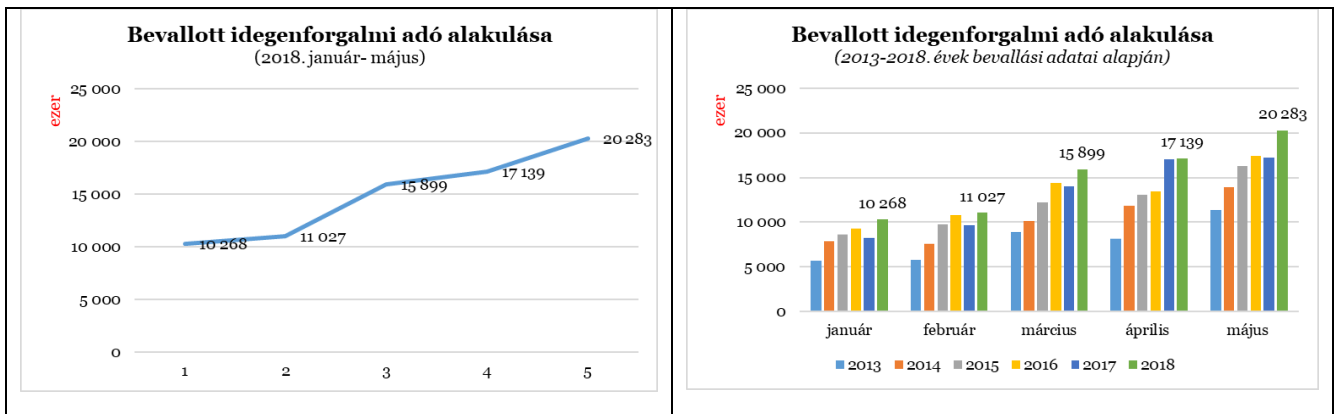 Bevallott idegenforgalmi adó alakulása
(2018. január- május)
ezer
25 000
20 000
15 000
10 000
5 000
0
10 268
11 027
15 899
17 139
20 283
1 2 3 4 5
Bevallott idegenforgalmi adó alakulása
(2013-2018. évek bevallási adatai alapján)
ezer
25 000
20 000
15 000
10 000
5 000
0
10 268
11 027
15 899
17 139
20 283
január február március április május
2013 2014 2015 2016 2017 2018